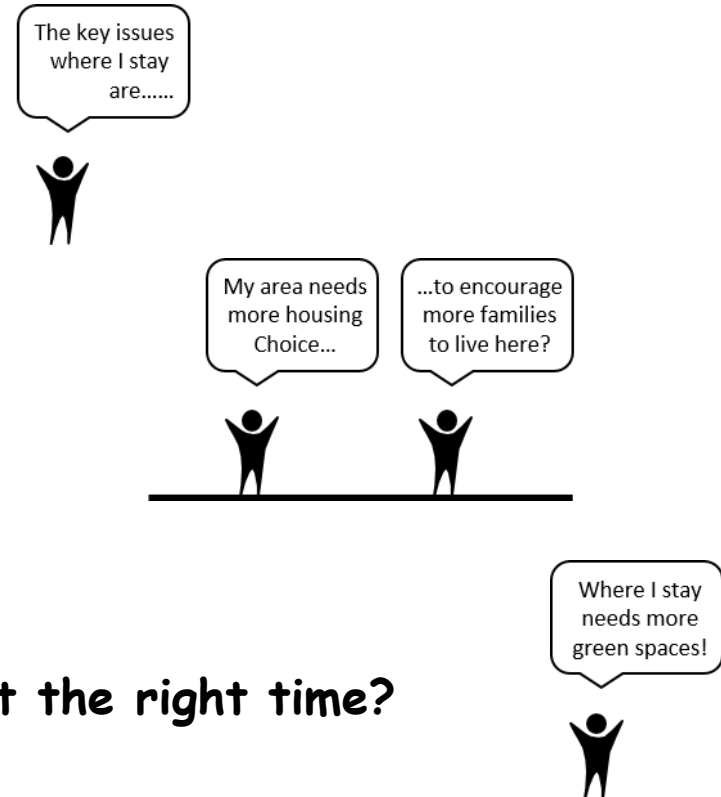 The key issues
where I stay
are......
My area needs
more housing
Choice...
...to encourage
more families
to live here?
Where I stay
needs more
green spaces!
t the right time?